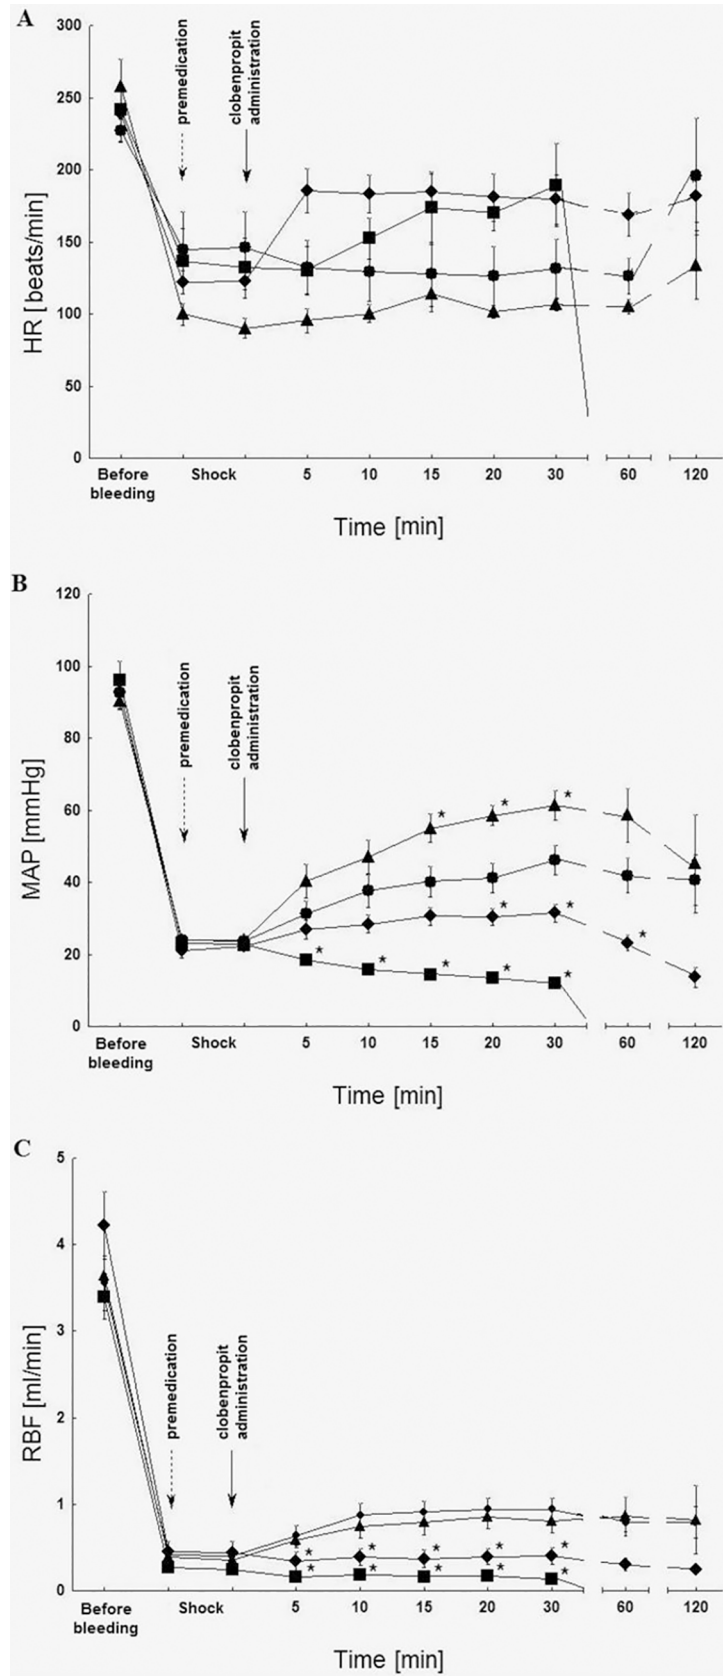 A
HR [beats/min]
300
250
200
150
100
50
0
premedication
clobenpropit
administration
Before
bleeding
Shock
5
10
15
20
30
60
120
Time [min]
B
MAP [mmHg]
120
100
80
60
40
20
0
premedication
clobenpropit
administration
*
*
*
*
*
*
*
*
*
*
*
Before
bleeding
Shock
5
10
15
20
30
60
120
Time [min]
C
RBF [ml/min]
5
4
3
2
1
0
premedication
clobenpropit
administration
*
*
*
*
*
*
*
*
*
*
Before
bleeding
Shock
5
10
15
20
30
60
120
Time [min]